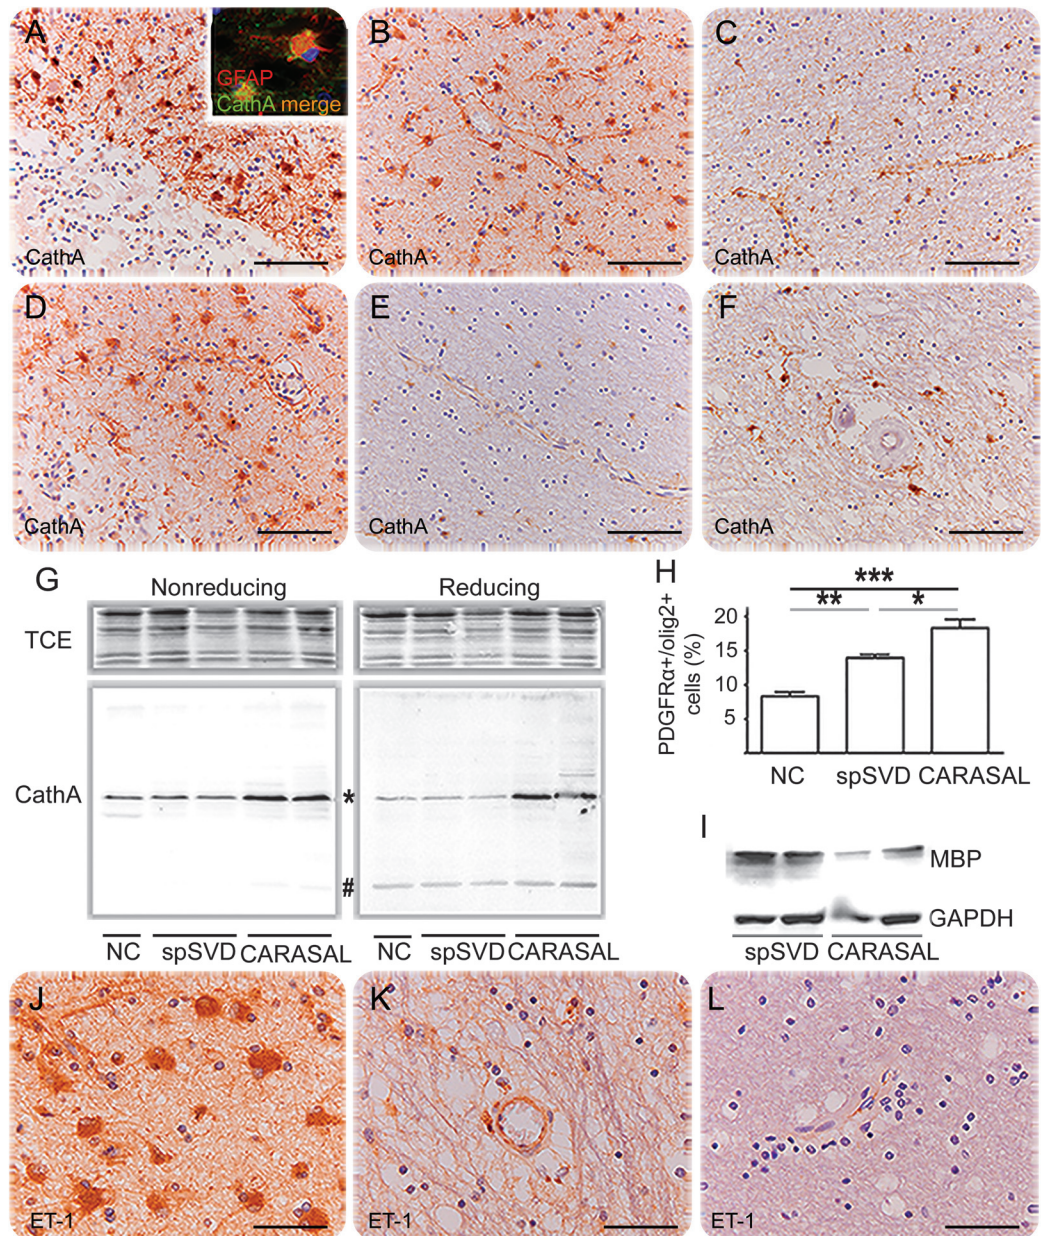 A
GFAP
CathA merge
CathA
B
CathA
C
CathA
D
CathA
E
CathA
F
CathA
G
Nonreducing
Reducing
TCE
CathA
*
#
NC spSVD CARASAL
NC spSVD CARASAL
H
***
** *
PDGFRα+/olig2+
cells (%)
20
15
10
5
NC spSVD CARASAL
I
MBP
GAPDH
spSVD CARASAL
J
ET-1
K
ET-1
L
ET-1